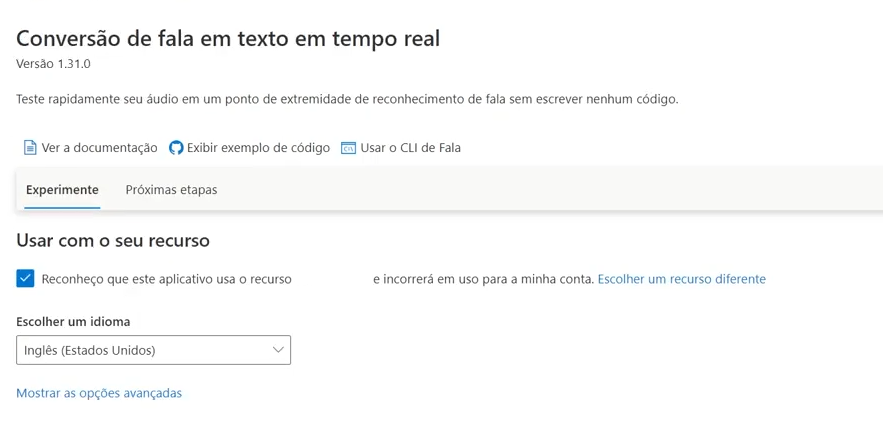 Conversão de fala em texto em tempo real
Versão 1.31.0
Teste rapidamente seu áudio em um ponto de extremidade de reconhecimento de fala sem escrever nenhum código.
Ver a documentação Exibir exemplo de código Usar o CLI de Fala
Experimente Próximas etapas
Usar com o seu recurso
Reconheço que este aplicativo usa o recurso e incorrerá em uso para a minha conta. Escolher um recurso diferente
Escolher um idioma
Inglês (Estados Unidos)
Mostrar as opções avançadas